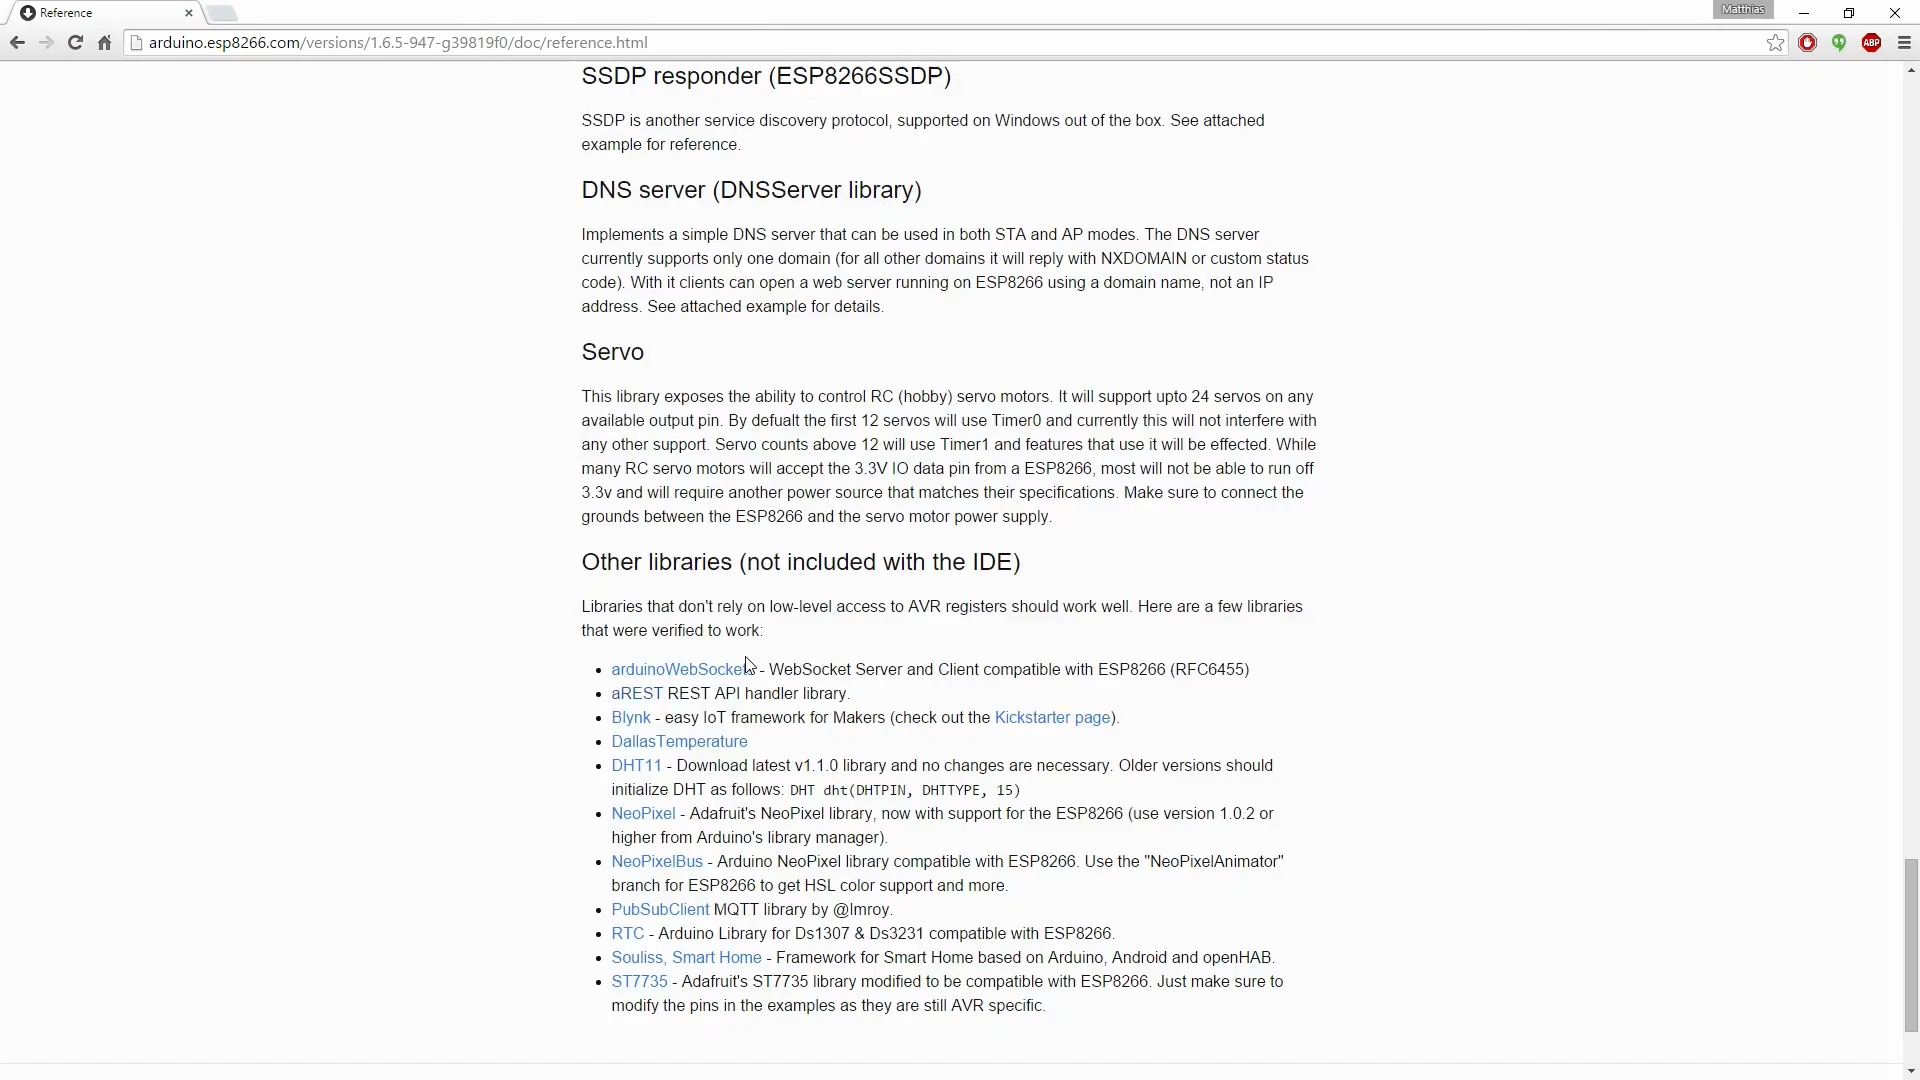 Reference
Matthias
arduino.esp8266.com/versions/1.6.5-947-g39819f0/doc/reference.html
ABP
SSDP responder (ESP8266SSDP)
SSDP is another service discovery protocol, supported on Windows out of the box. See attached
example for reference.
DNS server (DNSServer library)
Implements a simple DNS server that can be used in both STA and AP modes. The DNS server
currently supports only one domain (for all other domains it will reply with NXDOMAIN or custom status
code). With it clients can open a web server running on ESP8266 using a domain name, not an IP
address. See attached example for details.
Servo
This library exposes the ability to control RC (hobby) servo motors. It will support upto 24 servos on any
available output pin. By defualt the first 12 servos will use Timer0 and currently this will not interfere with
any other support. Servo counts above 12 will use Timer1 and features that use it will be effected. While
many RC servo motors will accept the 3.3V IO data pin from a ESP8266, most will not be able to run off
3.3v and will require another power source that matches their specifications. Make sure to connect the
grounds between the ESP8266 and the servo motor power supply.
Other libraries (not included with the IDE)
Libraries that don't rely on low-level access to AVR registers should work well. Here are a few libraries
that were verified to work:
• arduinoWebSockets - WebSocket Server and Client compatible with ESP8266 (RFC6455)
• aREST REST API handler library.
• Blynk - easy IoT framework for Makers (check out the Kickstarter page).
• DallasTemperature
• DHT11 - Download latest v1.1.0 library and no changes are necessary. Older versions should
initialize DHT as follows: DHT dht(DHTPIN, DHTTYPE, 15)
• NeoPixel - Adafruit's NeoPixel library, now with support for the ESP8266 (use version 1.0.2 or
higher from Arduino's library manager).
• NeoPixelBus - Arduino NeoPixel library compatible with ESP8266. Use the "NeoPixelAnimator"
branch for ESP8266 to get HSL color support and more.
• PubSubClient MQTT library by @Imroy.
• RTC - Arduino Library for Ds1307 & Ds3231 compatible with ESP8266.
• Souliss, Smart Home - Framework for Smart Home based on Arduino, Android and openHAB.
• ST7735 - Adafruit's ST7735 library modified to be compatible with ESP8266. Just make sure to
modify the pins in the examples as they are still AVR specific.